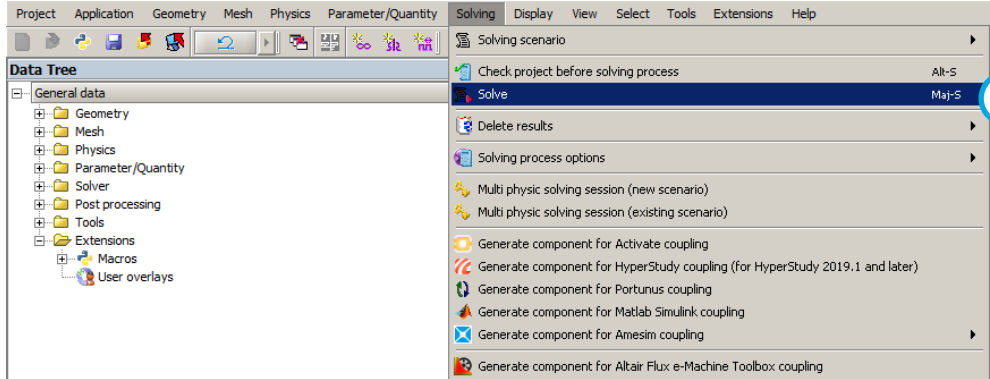 Project Application Geometry Mesh Physics Parameter/Quantity Solving Display View Select Tools Extensions Help
Data Tree
General data
Geometry
Mesh
Physics
Parameter/Quantity
Solver
Post processing
Tools
Extensions
Macros
User overlays
Solving scenario
Check project before solving process Alt-S
Solve Maj-S
Delete results
Solving process options
Multi physic solving session (new scenario)
Multi physic solving session (existing scenario)
Generate component for Activate coupling
Generate component for HyperStudy coupling (for HyperStudy 2019.1 and later)
Generate component for Portunus coupling
Generate component for Matlab Simulink coupling
Generate component for Amesim coupling
Generate component for Altair Flux e-Machine Toolbox coupling